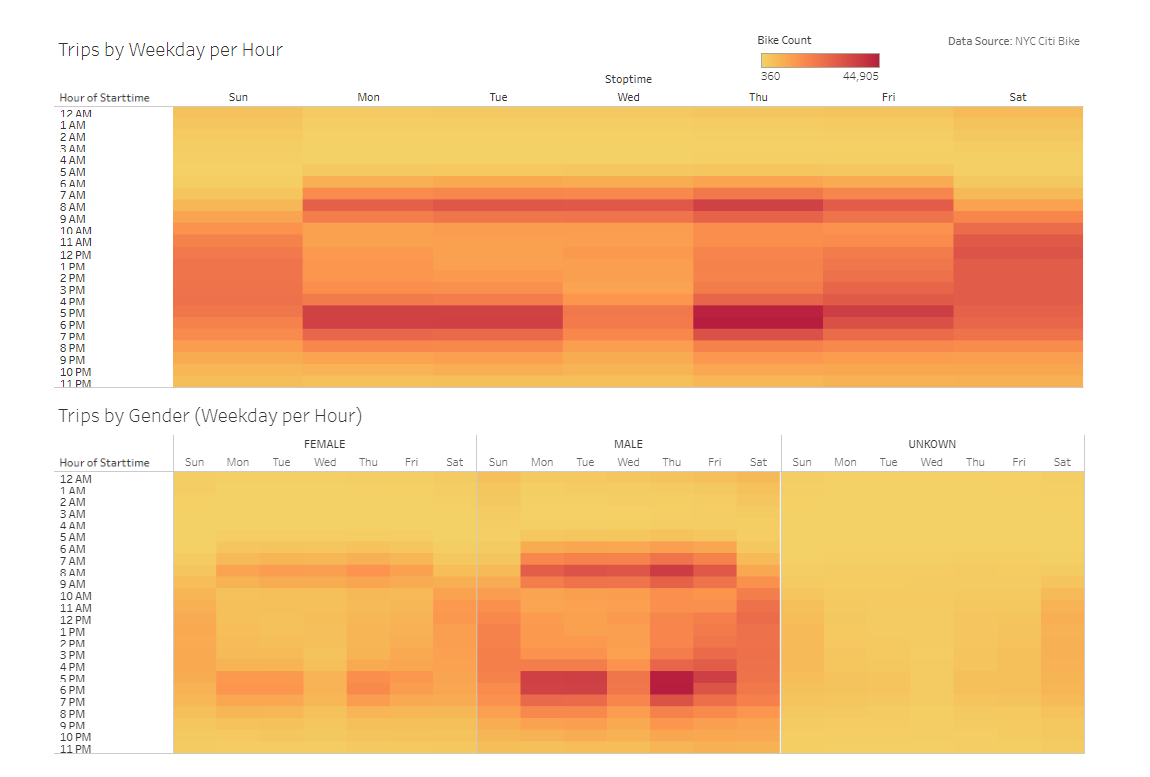 Trips by Weekday per Hour
Bike Count
360 44,905
Data Source: NYC Citi Bike
Stoptime
Hour of Starttime Sun Mon Tue Wed Thu Fri Sat
12 AM
1 AM
2 AM
3 AM
4 AM
5 AM
6 AM
7 AM
8 AM
9 AM
10 AM
11 AM
12 PM
1 PM
2 PM
3 PM
4 PM
5 PM
6 PM
7 PM
8 PM
9 PM
10 PM
11 PM
Trips by Gender (Weekday per Hour)
FEMALE MALE UNKOWN
Hour of Starttime Sun Mon Tue Wed Thu Fri Sat Sun Mon Tue Wed Thu Fri Sat Sun Mon Tue Wed Thu Fri Sat
12 AM
1 AM
2 AM
3 AM
4 AM
5 AM
6 AM
7 AM
8 AM
9 AM
10 AM
11 AM
12 PM
1 PM
2 PM
3 PM
4 PM
5 PM
6 PM
7 PM
8 PM
9 PM
10 PM
11 PM